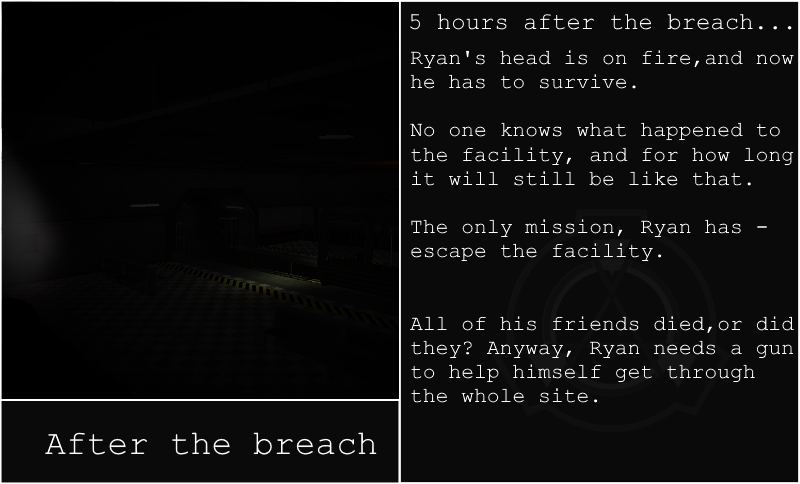 5 hours after the breach...
Ryan's head is on fire,and now
he has to survive.
No one knows what happened to
the facility, and for how long
it will still be like that.
The only mission, Ryan has -
escape the facility.
All of his friends died,or did
they? Anyway, Ryan needs a gun
to help himself get through
the whole site.
After the breach